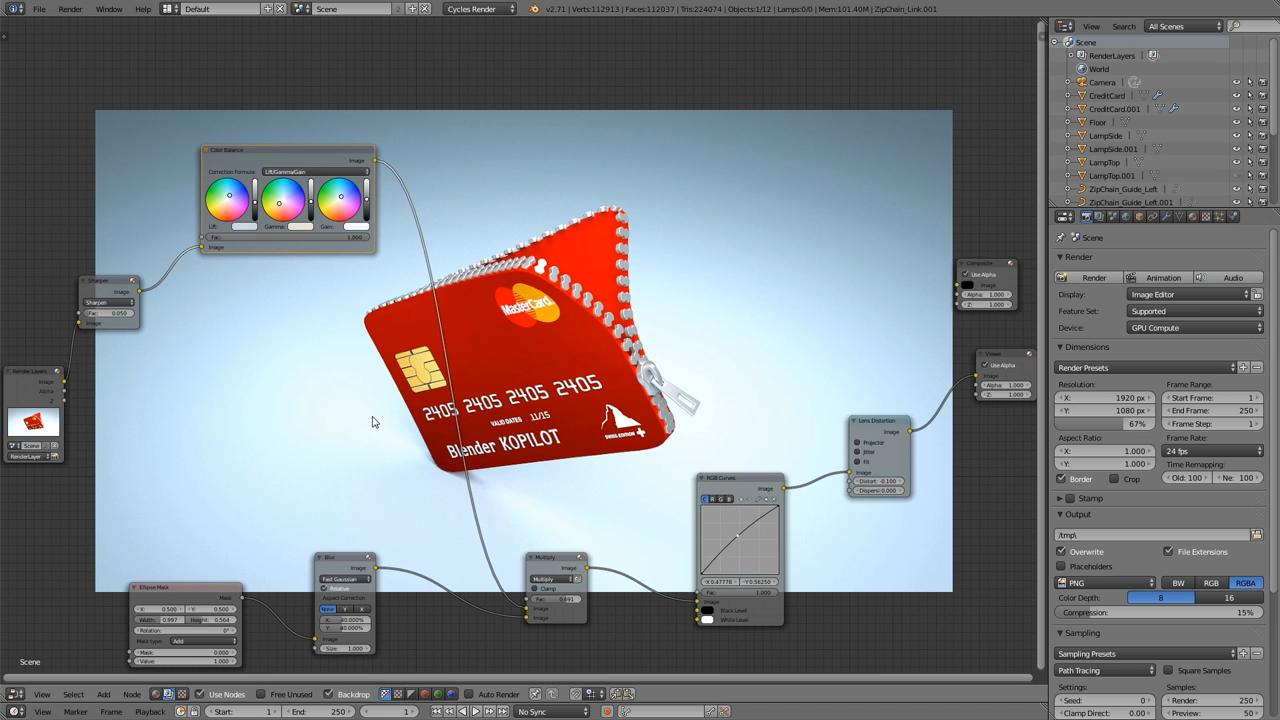 File Render Window Help Default Scene 2 Cycles Render v2.71 | Verts:112913 | Faces:112037 | Tris:224074 | Objects:1/12 | Lamps:0/0 | Mem:101.40M | ZipChain_Link.001
View Search All Scenes
Scene
RenderLayers
World
Camera
CreditCard
CreditCard.001
Floor
LampSide
LampSide.001
LampTop
LampTop.001
ZipChain_Guide_Left
ZipChain_Guide_Left.001
Scene
Render
Render Animation Audio
Display: Image Editor
Feature Set: Supported
Device: GPU Compute
Dimensions
Render Presets
Resolution: Frame Range:
X: 1920 px Start Frame: 1
Y: 1080 px End Frame: 250
67% Frame Step: 1
Aspect Ratio: Frame Rate:
X: 1.000 24 fps
Y: 1.000 Time Remapping:
Border Crop Old: 100 Ne: 100
Stamp
Output
/tmp\
Overwrite File Extensions
Placeholders
PNG BW RGB RGBA
Color Depth: 8 16
Compression: 15%
Sampling
Sampling Presets
Path Tracing Square Samples
Settings: Samples:
Seed: 0 Render: 250
Clamp Direct: 0.00 Preview: 50
Color Balance
Image
Correction Formula: Lift/Gamma/Gain
Lift: Gamma: Gain:
Fac: 1.000
Image
Sharpen
Image
Sharpen
Fac: 0.050
Image
Render Layers
Image
Alpha
Z
Scene
RenderLayer
MasterCard
2405 2405 2405 2405
VALID DATES 11/15
Blender KOPILOT
SWISS EDITION
Composite
Use Alpha
Image
Alpha: 1.000
Z: 1.000
Viewer
Use Alpha
Image
Alpha: 1.000
Z: 1.000
Lens Distortion
Image
Projector
Jitter
Fit
Image
Distort: -0.100
Dispersi: 0.000
RGB Curves
Image
C R G B
X 0.47778 Y 0.56250
Fac: 1.000
Image
Black Level
White Level
Multiply
Image
Multiply
Clamp
Fac: 0.691
Image
Image
Blur
Image
Fast Gaussian
Relative
Aspect Correction
None Y X
X: 40.000%
Y: 40.000%
Image
Size: 1.000
Ellipse Mask
Mask
X: 0.500 Y: 0.500
Width: 0.997 Height: 0.564
Rotation: 0°
Mask type: Add
Mask: 0.000
Value: 1.000
Scene
View Select Add Node Use Nodes Free Unused Backdrop Auto Render
View Marker Frame Playback Start: 1 End: 250 1 No Sync